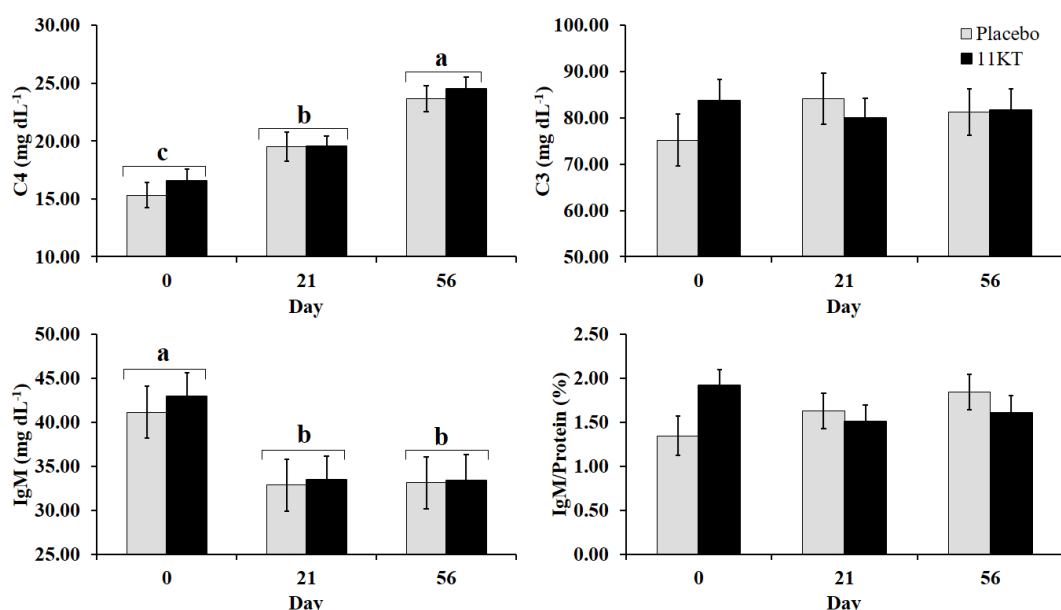 C4 (mg dL⁻¹)
30.00
25.00
20.00
15.00
10.00
c
b
a
0 21 56
Day
C3 (mg dL⁻¹)
100.00
90.00
80.00
70.00
60.00
50.00
Placebo
11KT
0 21 56
Day
IgM (mg dL⁻¹)
50.00
45.00
40.00
35.00
30.00
25.00
a
b
b
0 21 56
Day
IgM/Protein (%)
2.50
2.00
1.50
1.00
0.50
0.00
0 21 56
Day